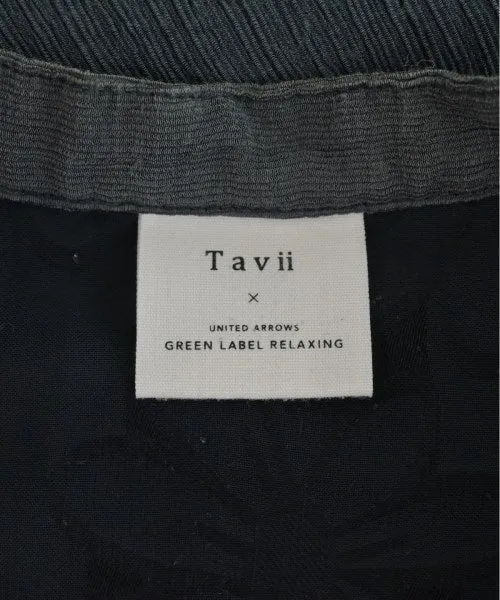 Tavii
×
UNITED ARROWS
GREEN LABEL RELAXING